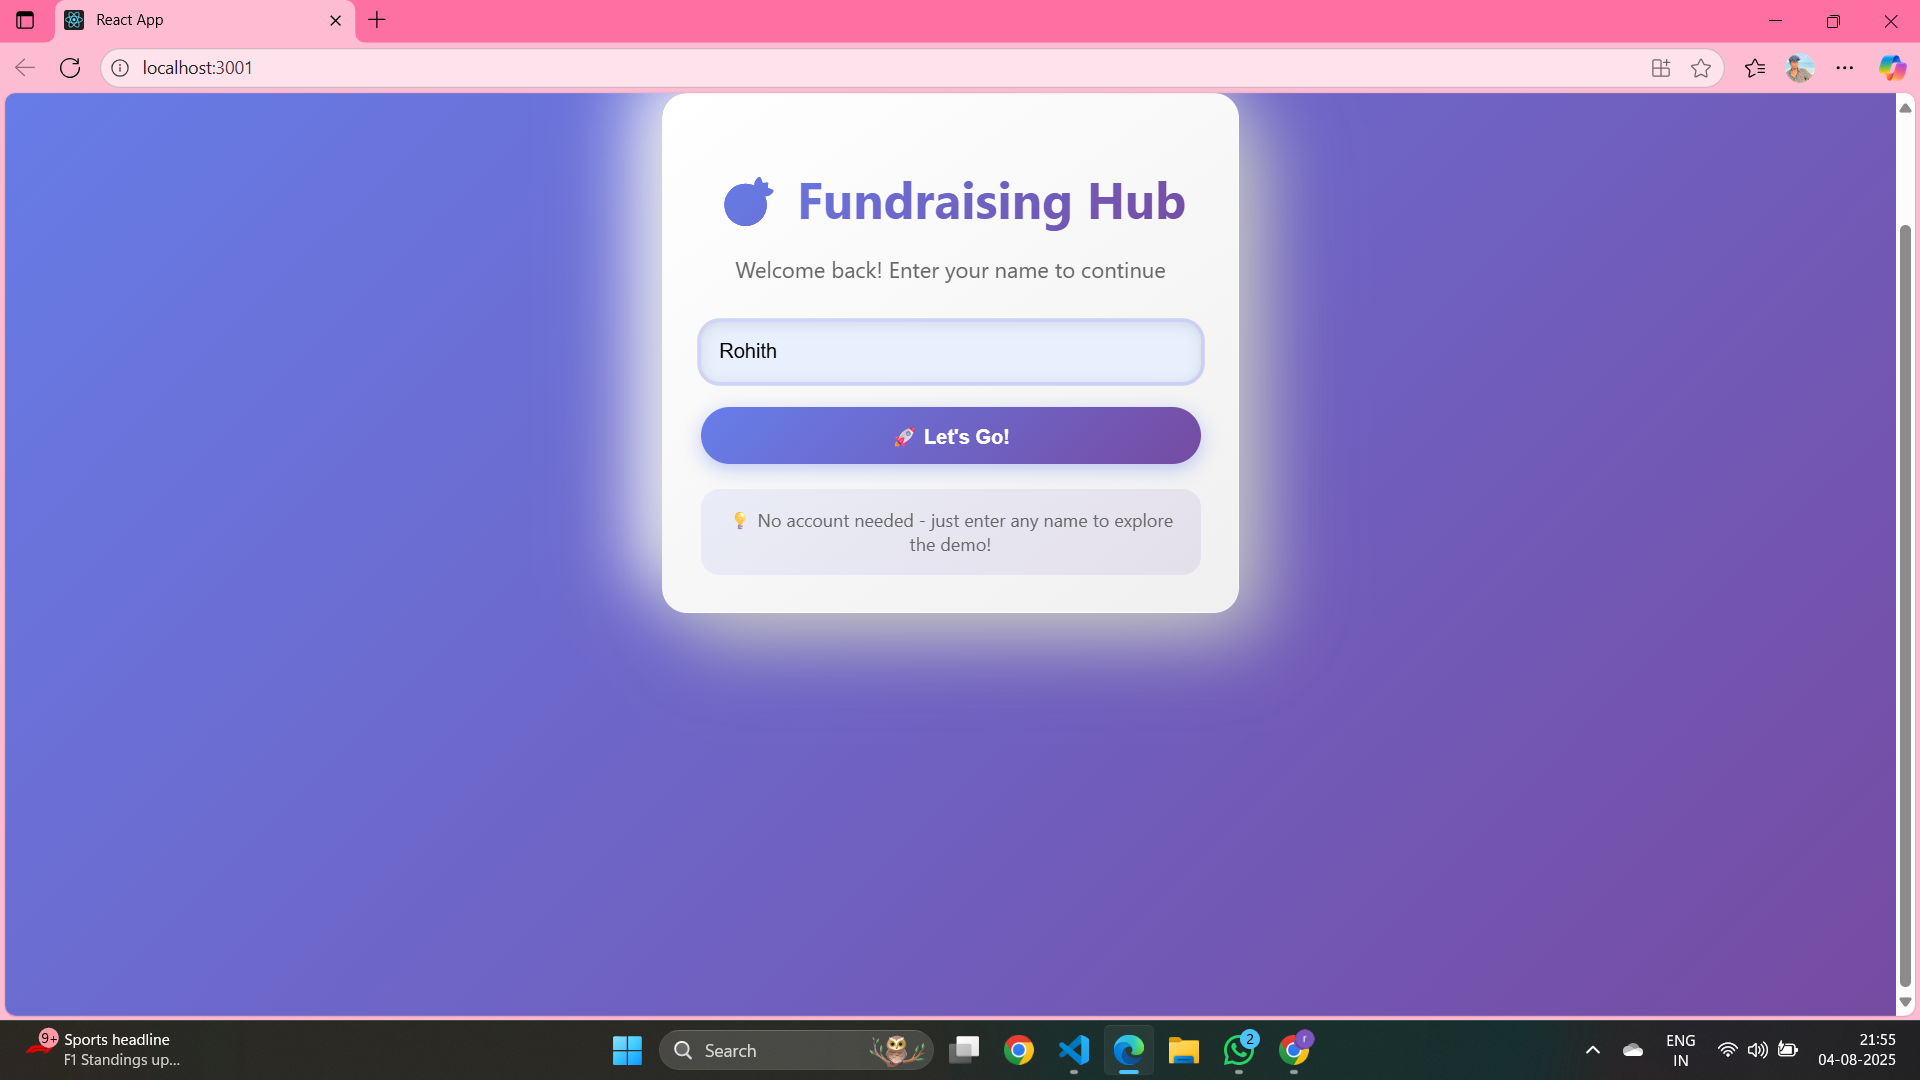 React App
localhost:3001
Fundraising Hub
Welcome back! Enter your name to continue
Rohith
🚀 Let's Go!
💡 No account needed - just enter any name to explore
the demo!
9+
Sports headline
F1 Standings up...
Search
2
r
ENG
IN
21:55
04-08-2025